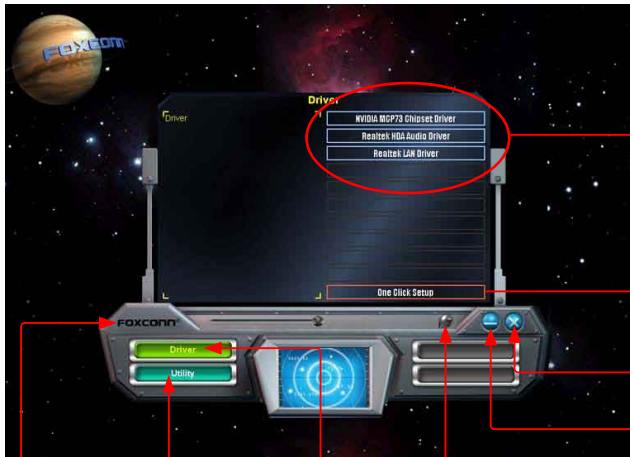 FOXCONN
Driver
Driver
NVIDIA MCP73 Chipset Driver
Realtek HDA Audio Driver
Realtek LAN Driver
One Click Setup
FOXCONN
Driver
Utility